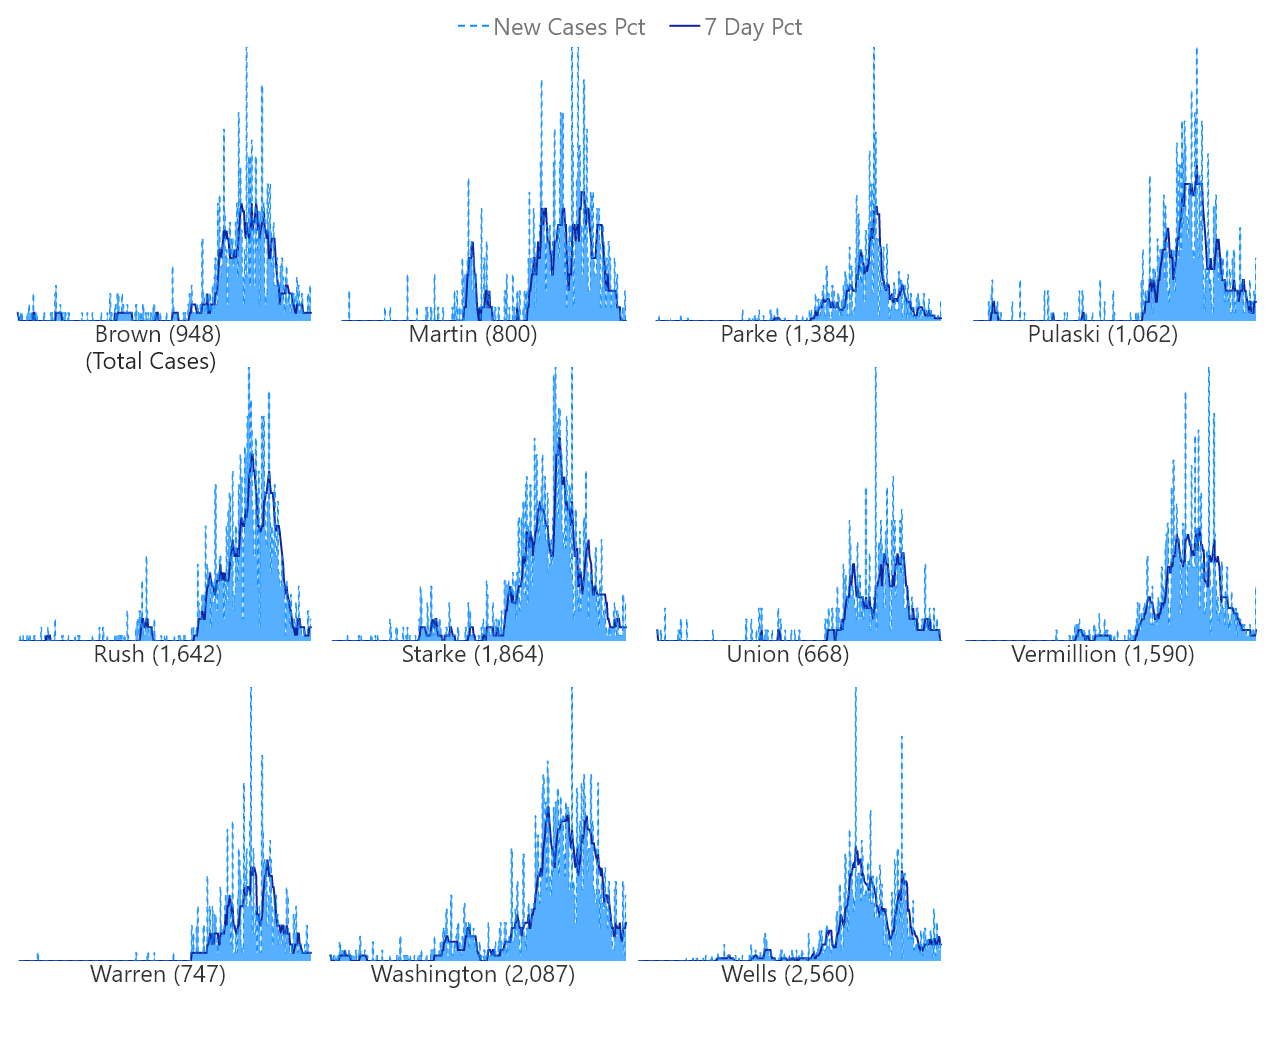 New Cases Pct 7 Day Pct
Brown (948) Martin (800) Parke (1,384) Pulaski (1,062)
(Total Cases)
Rush (1,642) Starke (1,864) Union (668) Vermillion (1,590)
Warren (747) Washington (2,087) Wells (2,560)